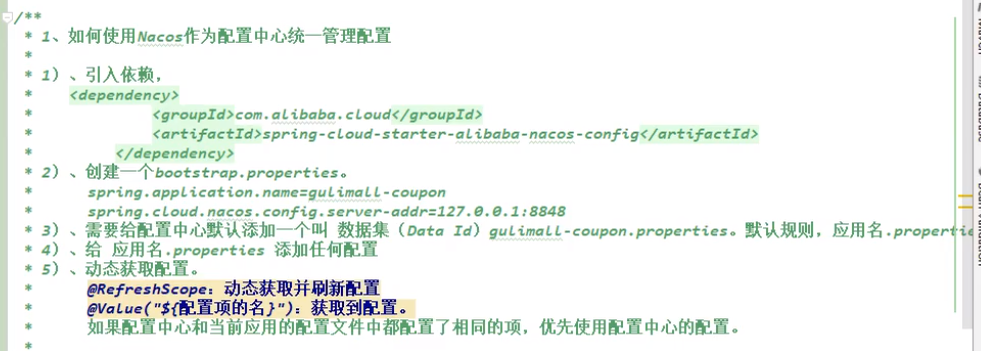 /**
* 1、如何使用Nacos作为配置中心统一管理配置
*
* 1）、引入依赖，
* <dependency>
* <groupId>com.alibaba.cloud</groupId>
* <artifactId>spring-cloud-starter-alibaba-nacos-config</artifactId>
* </dependency>
* 2）、创建一个bootstrap.properties。
* spring.application.name=gulimall-coupon
* spring.cloud.nacos.config.server-addr=127.0.0.1:8848
* 3）、需要给配置中心默认添加一个叫 数据集（Data Id）gulimall-coupon.properties。默认规则，应用名.propertie
* 4）、给 应用名.properties 添加任何配置
* 5）、动态获取配置。
* @RefreshScope：动态获取并刷新配置
* @Value("${配置项的名}")：获取到配置。
* 如果配置中心和当前应用的配置文件中都配置了相同的项，优先使用配置中心的配置。
*